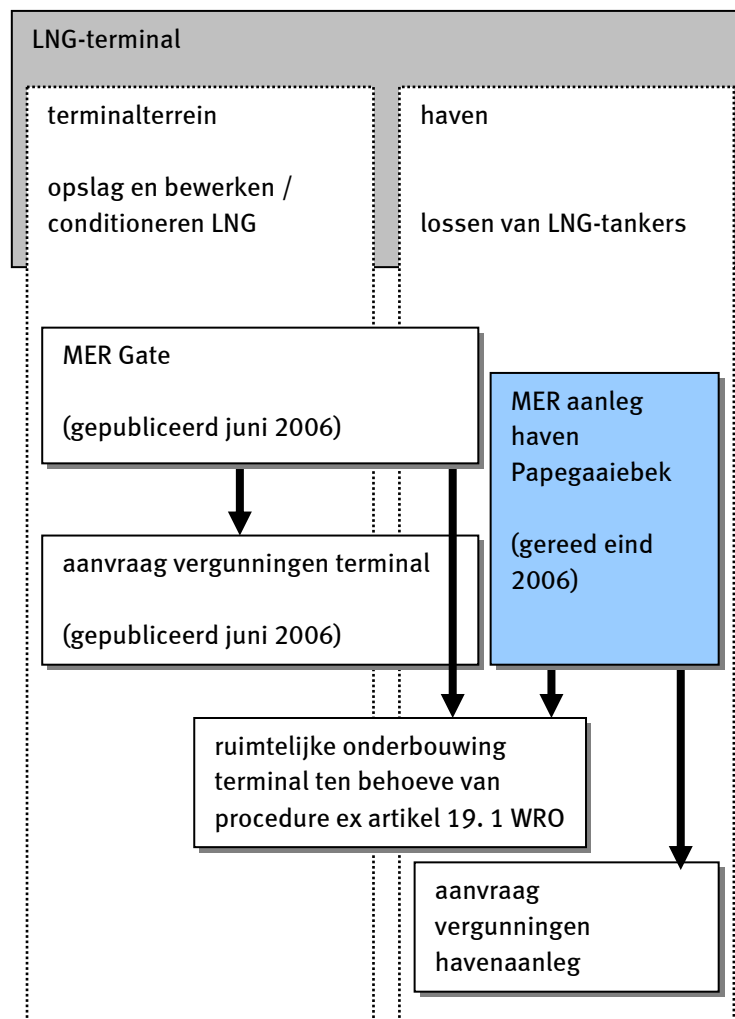 LNG-terminal
terminalterrein
opslag en bewerken /
conditioneren LNG
haven
lossen van LNG-tankers
MER Gate
(gepubliceerd juni 2006)
MER aanleg
haven
Papegaaiebek
(gereed eind
2006)
aanvraag vergunningen terminal
(gepubliceerd juni 2006)
ruimtelijke onderbouwing
terminal ten behoeve van
procedure ex artikel 19. 1 WRO
aanvraag
vergunningen
havenaanleg